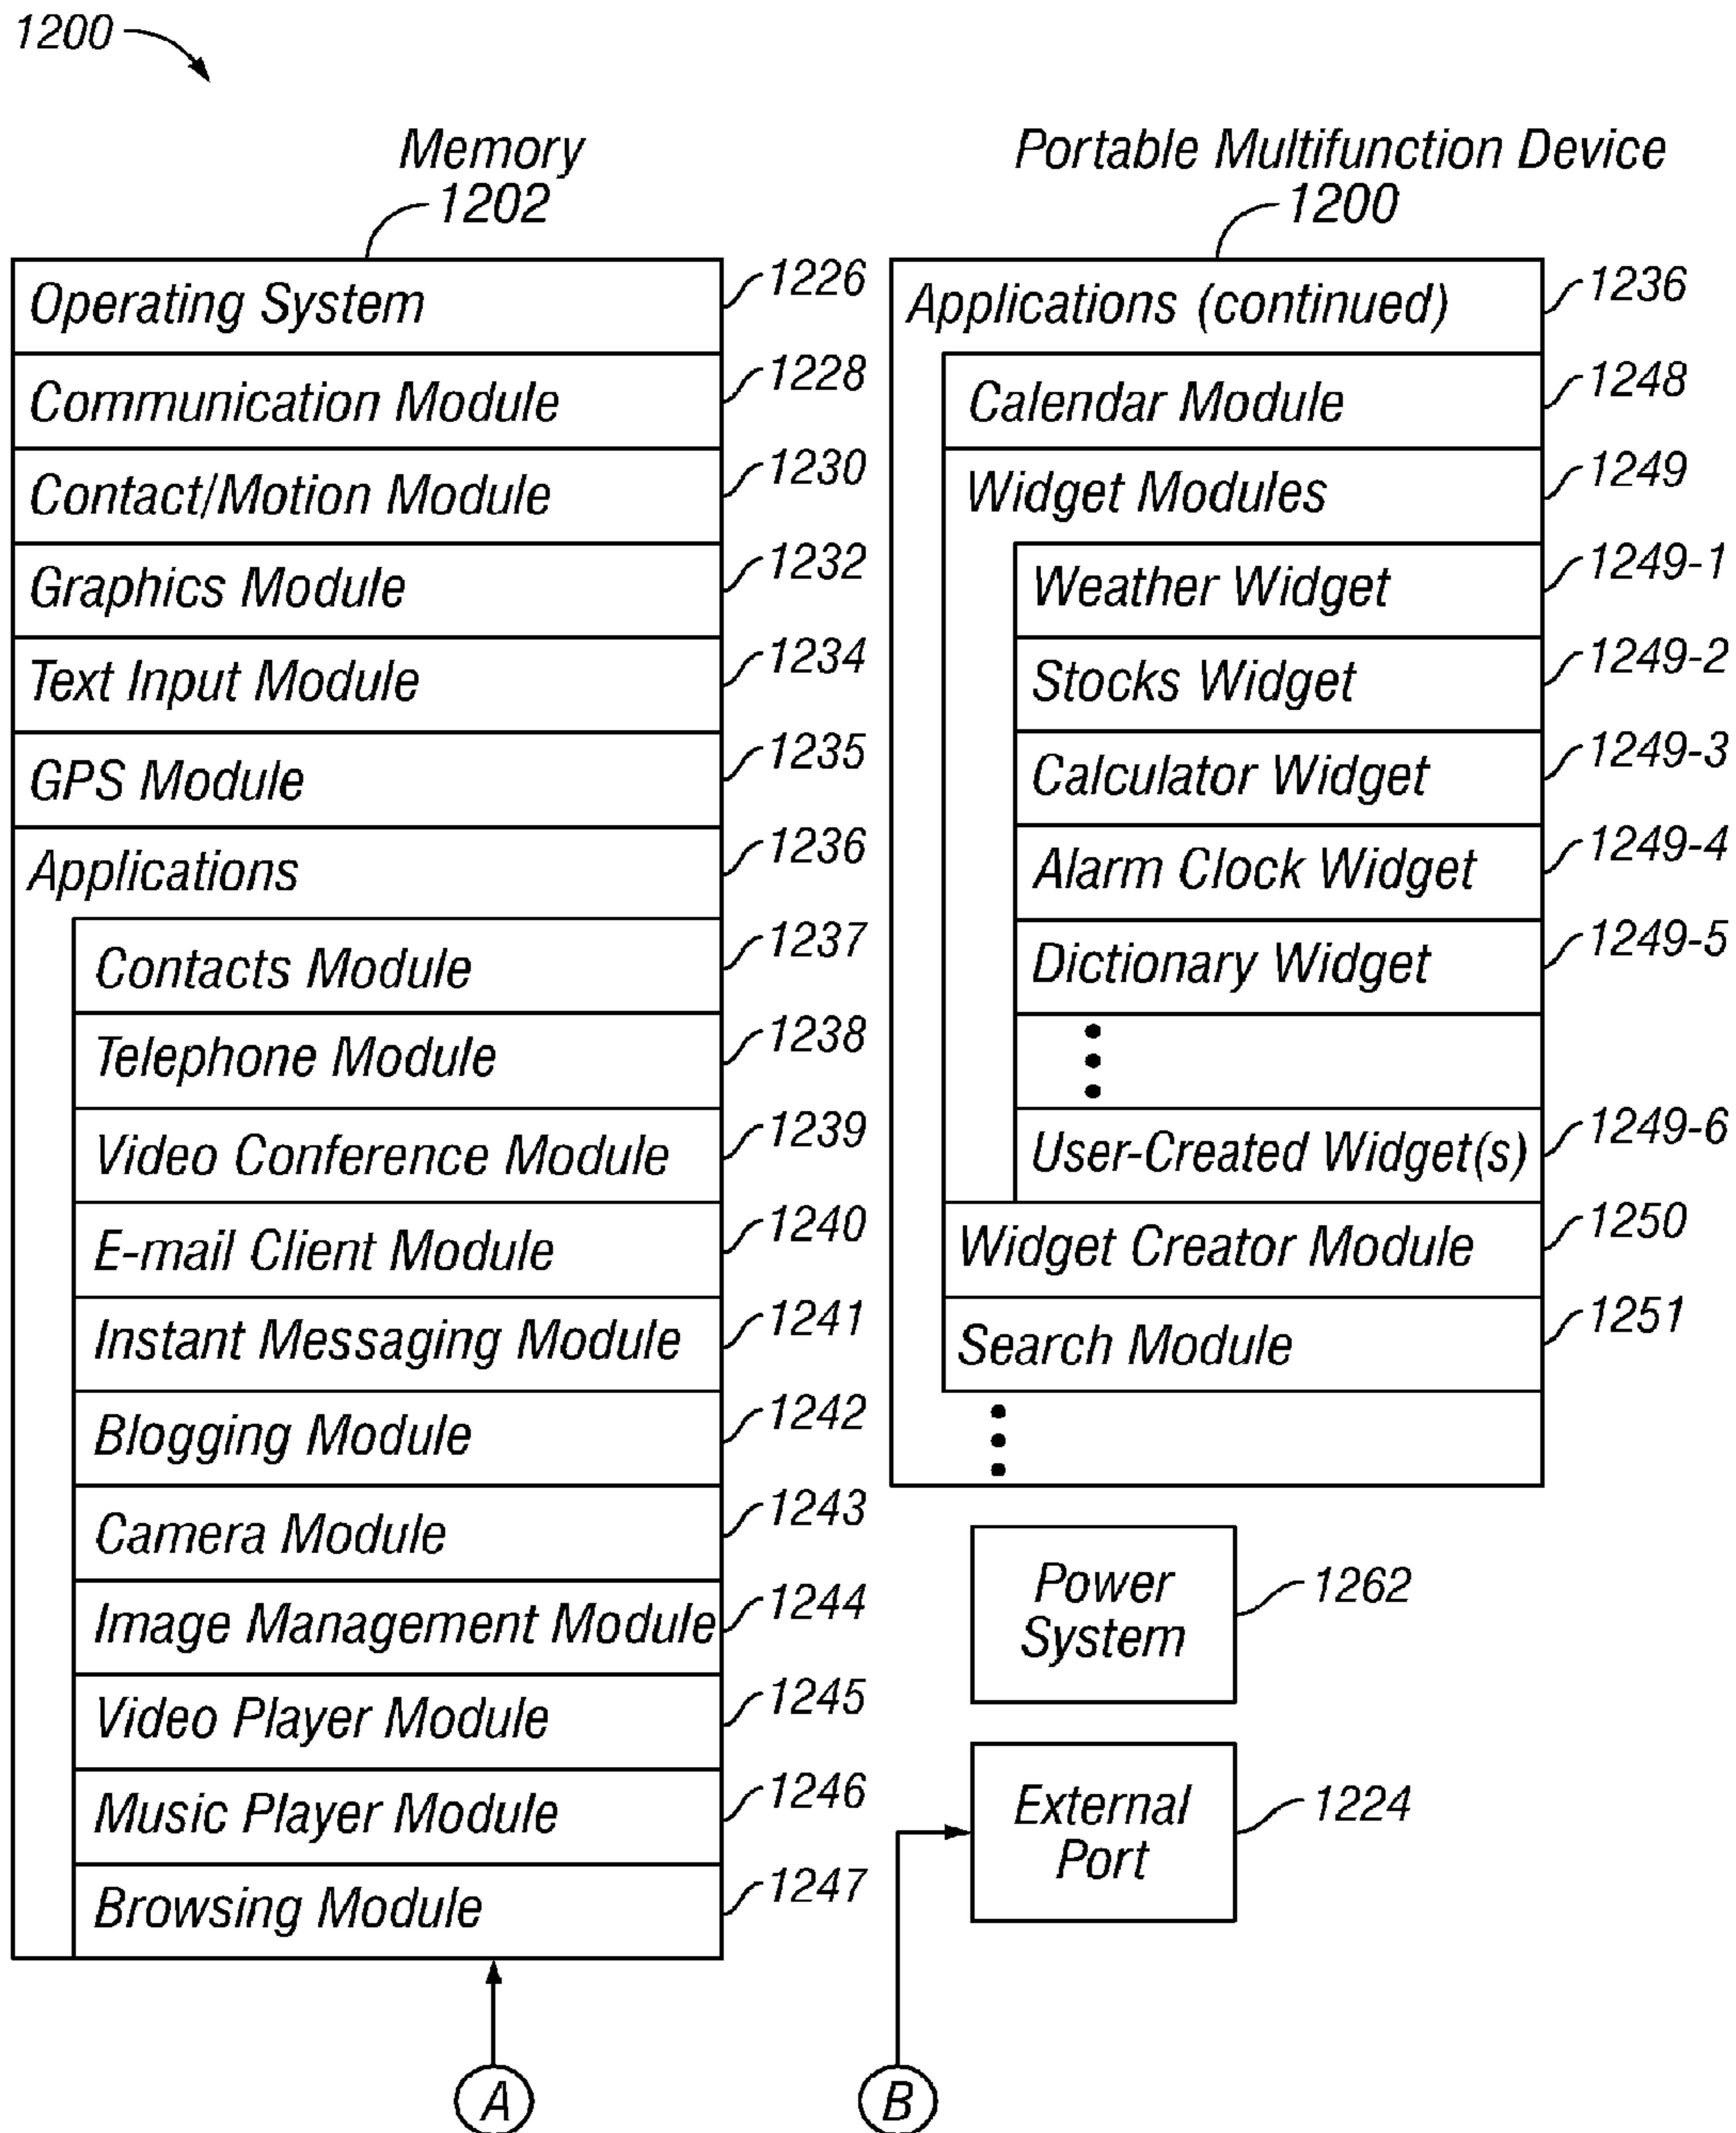 1200
Memory
1202
Operating System
1226
Communication Module
1228
Contact/Motion Module
1230
Graphics Module
1232
Text Input Module
1234
GPS Module
1235
Applications
1236
Contacts Module
1237
Telephone Module
1238
Video Conference Module
1239
E-mail Client Module
1240
Instant Messaging Module
1241
Blogging Module
1242
Camera Module
1243
Image Management Module
1244
Video Player Module
1245
Music Player Module
1246
Browsing Module
1247
A
Portable Multifunction Device
1200
Applications (continued)
1236
Calendar Module
1248
Widget Modules
1249
Weather Widget
1249-1
Stocks Widget
1249-2
Calculator Widget
1249-3
Alarm Clock Widget
1249-4
Dictionary Widget
1249-5
User-Created Widget(s)
1249-6
Widget Creator Module
1250
Search Module
1251
Power
System
1262
External
Port
1224
B